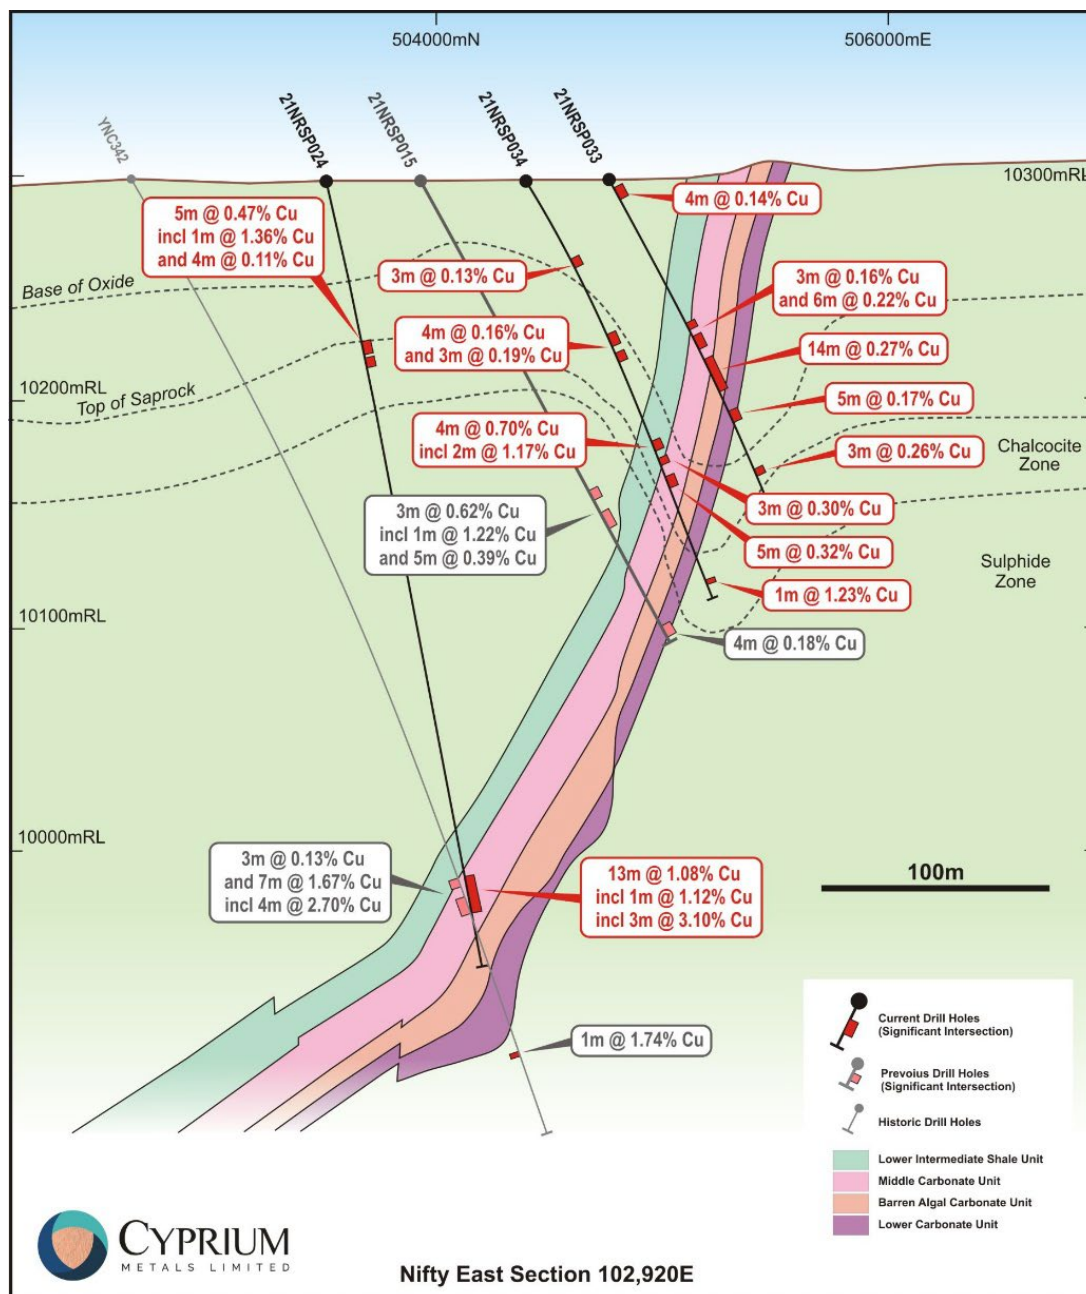 504000mN
506000mE
YNC342
21NRSP024
21NRSP015
21NRSP034
21NRSP033
10300mRL
4m @ 0.14% Cu
5m @ 0.47% Cu
incl 1m @ 1.36% Cu
and 4m @ 0.11% Cu
3m @ 0.13% Cu
3m @ 0.16% Cu
and 6m @ 0.22% Cu
Base of Oxide
4m @ 0.16% Cu
and 3m @ 0.19% Cu
14m @ 0.27% Cu
10200mRL
Top of Saprock
5m @ 0.17% Cu
4m @ 0.70% Cu
incl 2m @ 1.17% Cu
3m @ 0.26% Cu
Chalcocite
Zone
3m @ 0.62% Cu
incl 1m @ 1.22% Cu
and 5m @ 0.39% Cu
3m @ 0.30% Cu
5m @ 0.32% Cu
Sulphide
Zone
1m @ 1.23% Cu
10100mRL
4m @ 0.18% Cu
10000mRL
3m @ 0.13% Cu
and 7m @ 1.67% Cu
incl 4m @ 2.70% Cu
13m @ 1.08% Cu
incl 1m @ 1.12% Cu
incl 3m @ 3.10% Cu
100m
1m @ 1.74% Cu
Current Drill Holes
(Significant Intersection)
Prevoius Drill Holes
(Significant Intersection)
Historic Drill Holes
Lower Intermediate Shale Unit
Middle Carbonate Unit
Barren Algal Carbonate Unit
Lower Carbonate Unit
CYPRIUM
METALS LIMITED
Nifty East Section 102,920E